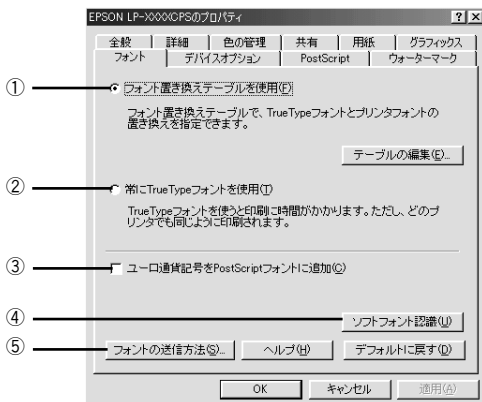 EPSON LP-XXXXCPSのプロパティ
全般 詳細 色の管理 共有 用紙 グラフィックス
フォント デバイスオプション PostScript ウォーターマーク
① フォント置き換えテーブルを使用(F)
フォント置き換えテーブルで、TrueTypeフォントとプリンタフォントの
置き換えを指定できます。
テーブルの編集(E)...
② 常にTrueTypeフォントを使用(T)
TrueTypeフォントを使うと印刷に時間がかかります。ただし、どのプ
リンタでも同じように印刷されます。
③ ユーロ通貨記号をPostScriptフォントに追加(C)
④ ソフトフォント認識(U)
⑤ フォントの送信方法(S)... ヘルプ(H) デフォルトに戻す(D)
OK キャンセル 適用(A)